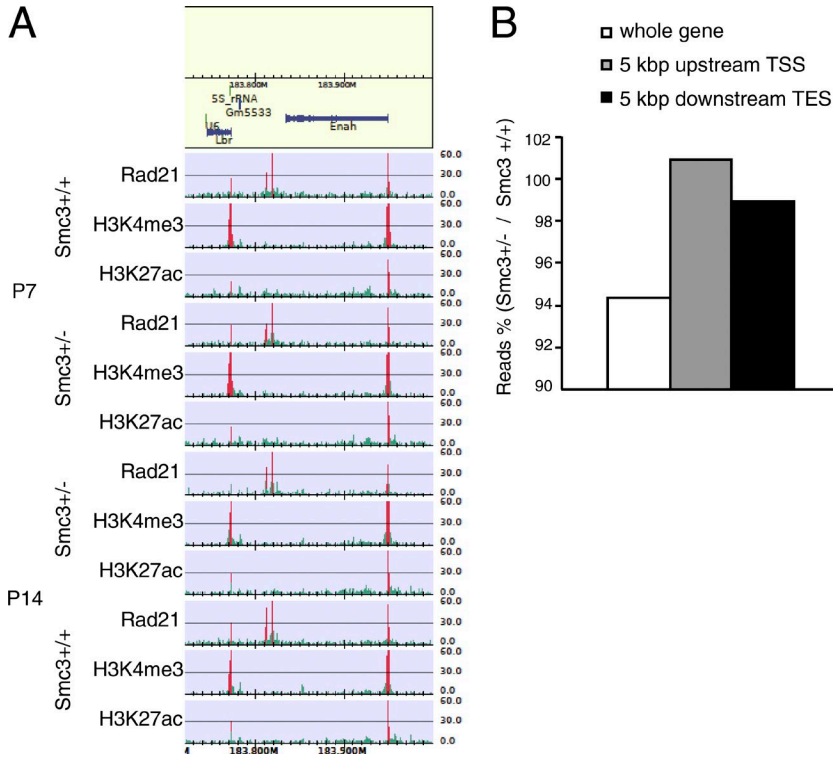 A
183.800M 183.900M
5S_rRNA
Gm5533
U6 Enah
Lbr
Smc3+/+
P7
Rad21 60.0
30.0
0.0
H3K4me3 60.0
30.0
0.0
H3K27ac 60.0
30.0
0.0
Smc3+/-
Rad21 60.0
30.0
0.0
H3K4me3 60.0
30.0
0.0
H3K27ac 60.0
30.0
0.0
Smc3+/-
P14
Rad21 60.0
30.0
0.0
H3K4me3 60.0
30.0
0.0
H3K27ac 60.0
30.0
0.0
Smc3+/+
Rad21 60.0
30.0
0.0
H3K4me3 60.0
30.0
0.0
H3K27ac 60.0
30.0
0.0
4 183.800M 183.900M
B
whole gene
5 kbp upstream TSS
5 kbp downstream TES
Reads % (Smc3+/- / Smc3 +/+)
102
100
98
96
94
92
90